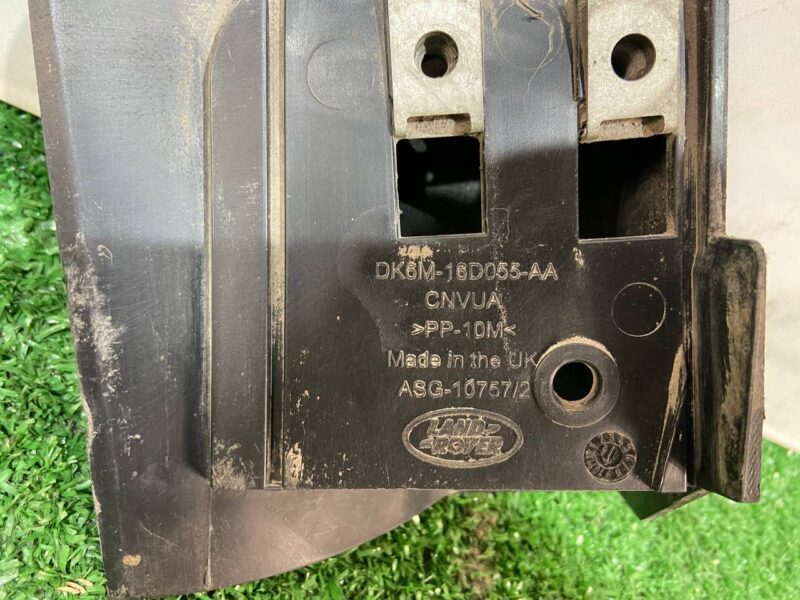 DK6M-16D055-AA
CNVUA
>PP-10M<
Made in the UK
ASG-10757/2
LAND-
ROVER